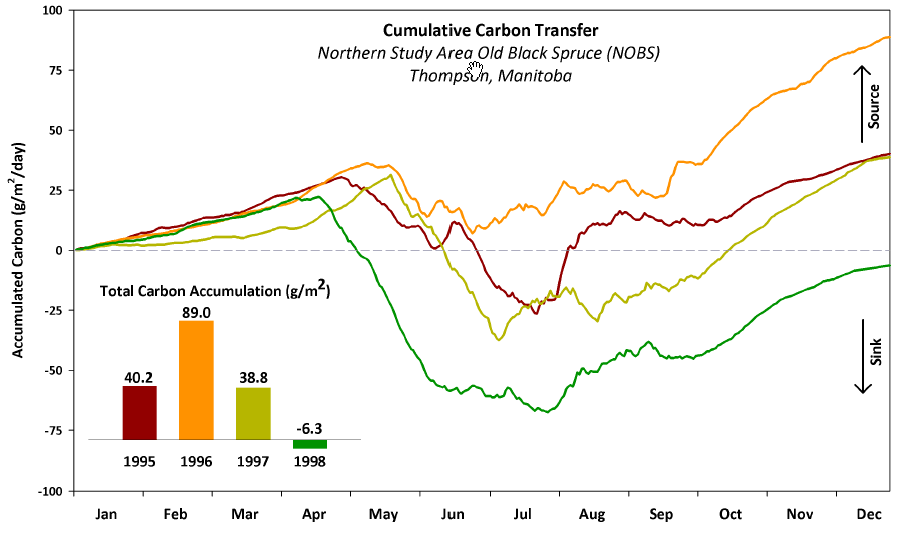 Cumulative Carbon Transfer
Northern Study Area Old Black Spruce (NOBS)
Thompson, Manitoba
Accumulated Carbon (g/m²/day)
100
75
50
25
0
-25
-50
-75
-100
Source
Sink
Total Carbon Accumulation (g/m²)
40.2
89.0
38.8
-6.3
1995
1996
1997
1998
Jan
Feb
Mar
Apr
May
Jun
Jul
Aug
Sep
Oct
Nov
Dec